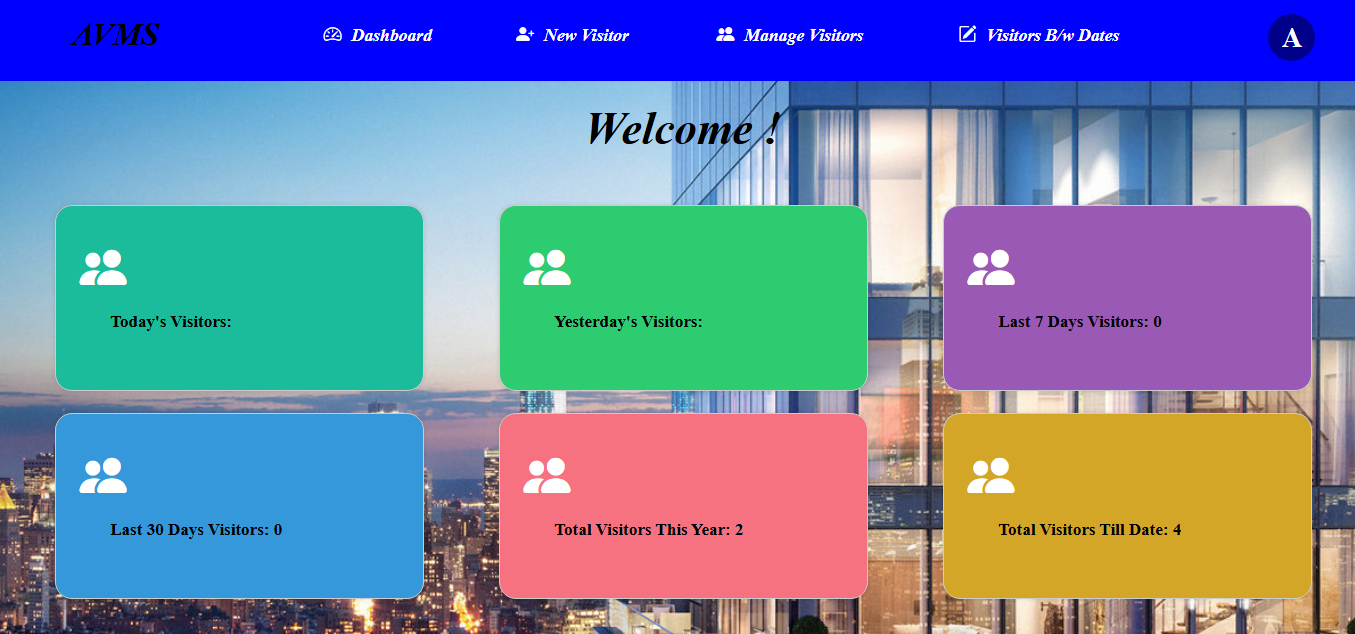 AVMS
Dashboard
New Visitor
Manage Visitors
Visitors B/w Dates
A
Welcome !
Today's Visitors:
Yesterday's Visitors:
Last 7 Days Visitors: 0
Last 30 Days Visitors: 0
Total Visitors This Year: 2
Total Visitors Till Date: 4